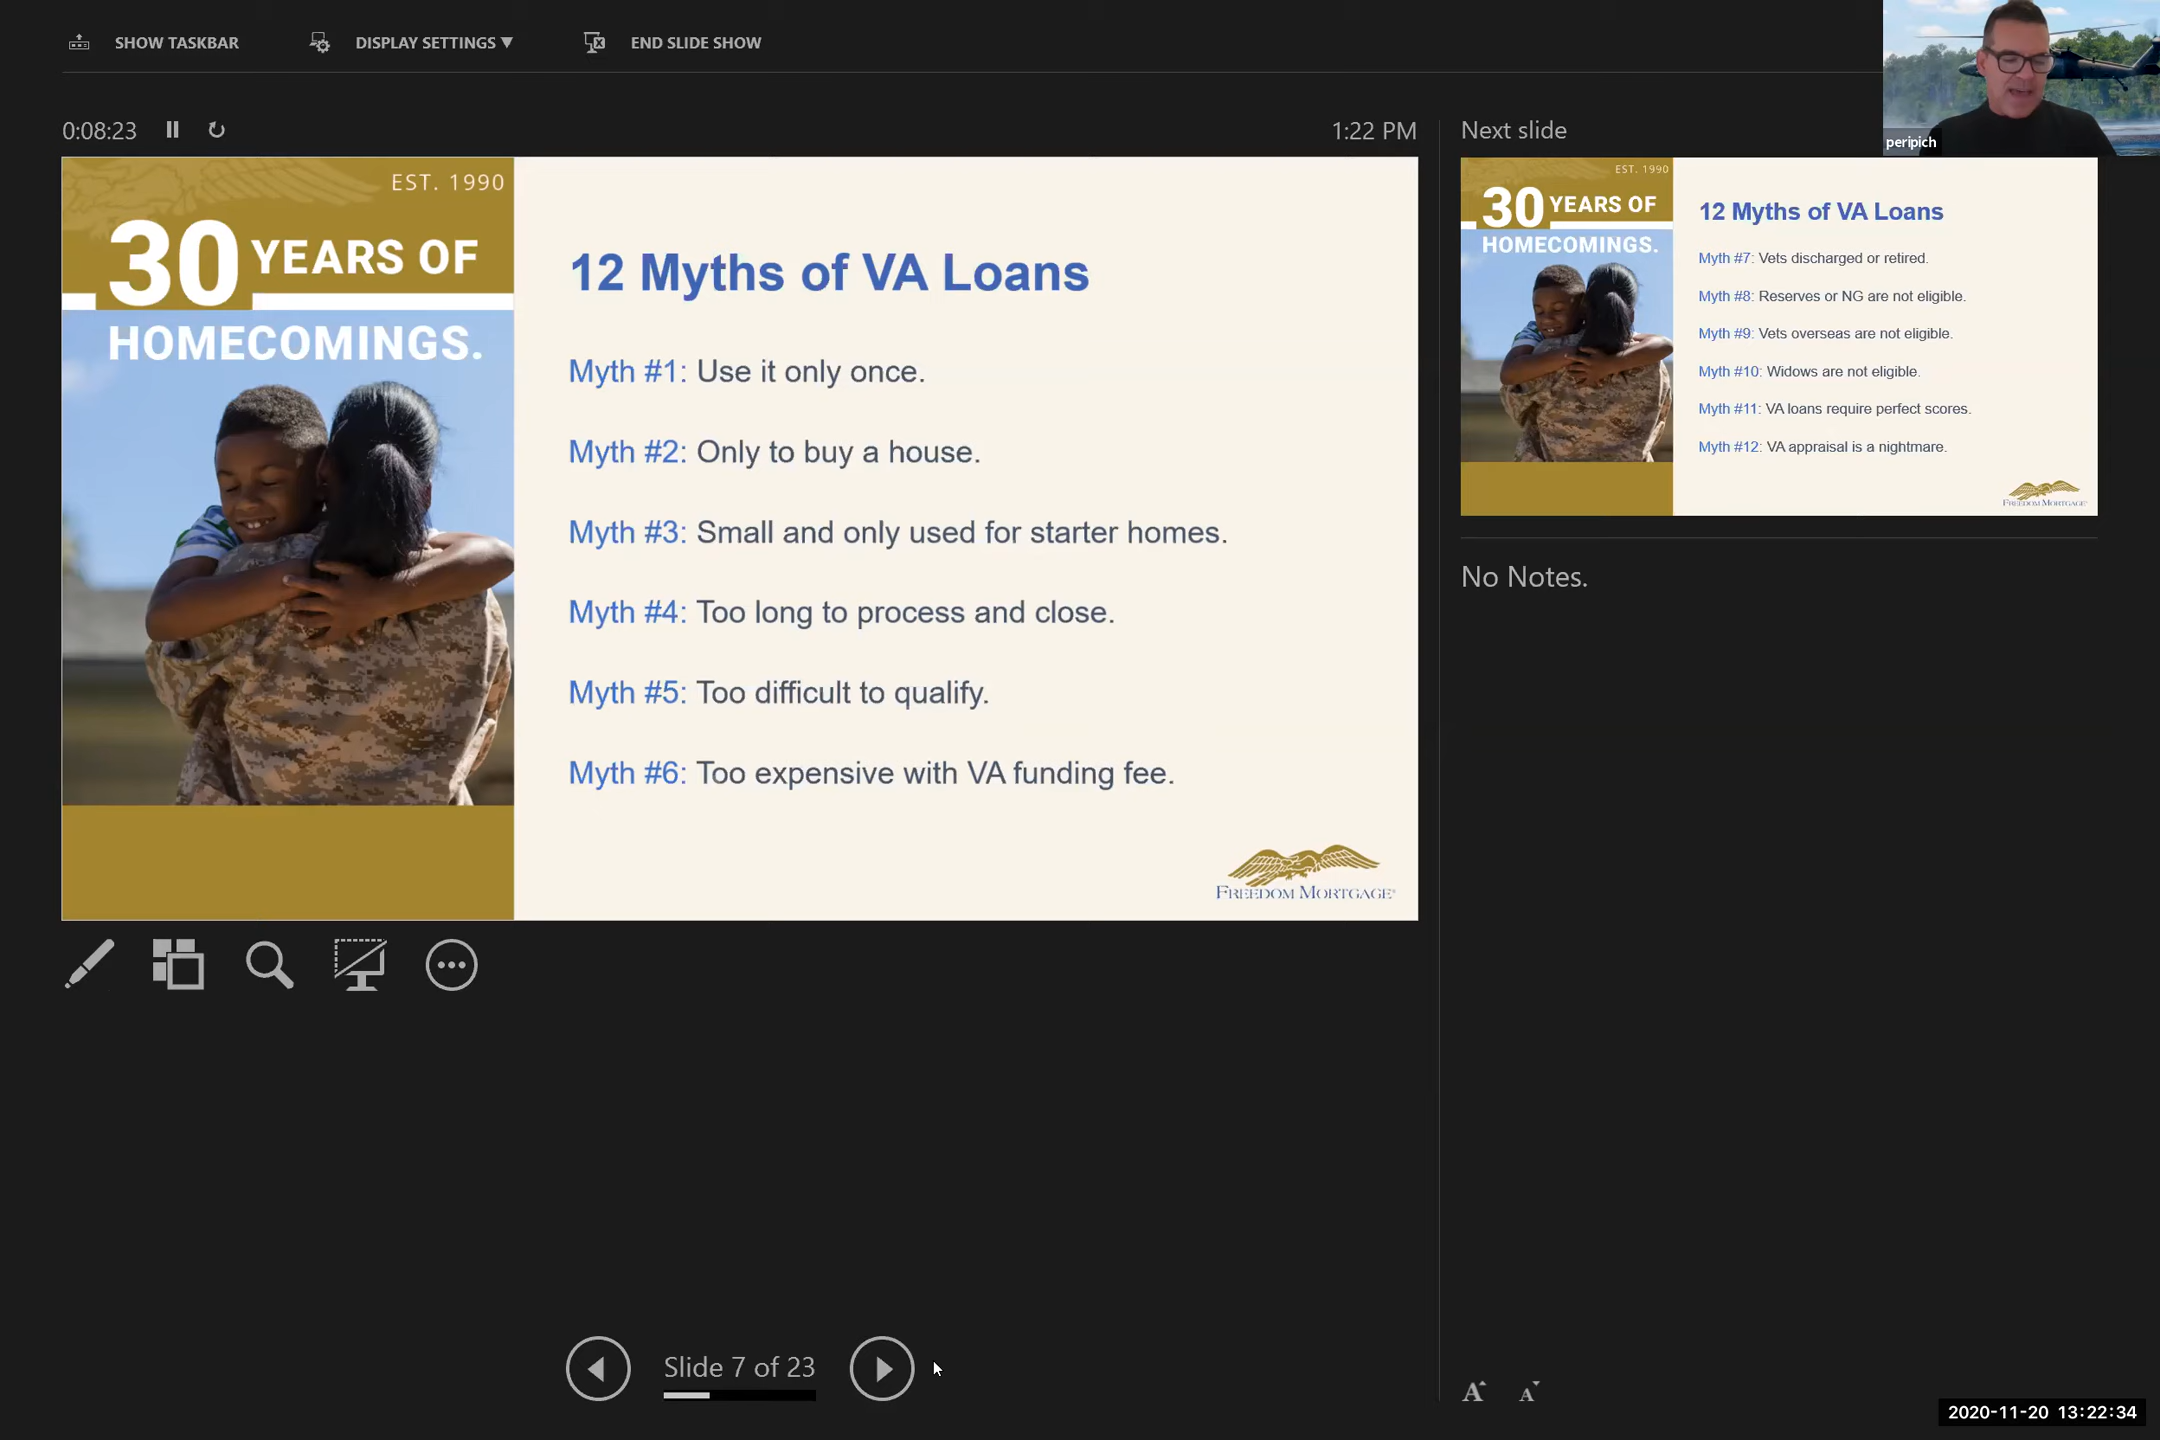 SHOW TASKBAR
DISPLAY SETTINGS ▼
END SLIDE SHOW
0:08:23
1:22 PM
EST. 1990
30 YEARS OF
HOMECOMINGS.
12 Myths of VA Loans
Myth #1: Use it only once.
Myth #2: Only to buy a house.
Myth #3: Small and only used for starter homes.
Myth #4: Too long to process and close.
Myth #5: Too difficult to qualify.
Myth #6: Too expensive with VA funding fee.
FREEDOM MORTGAGE®
Slide 7 of 23
Next slide
peripich
EST. 1990
30 YEARS OF
HOMECOMINGS.
12 Myths of VA Loans
Myth #7: Vets discharged or retired.
Myth #8: Reserves or NG are not eligible.
Myth #9: Vets overseas are not eligible.
Myth #10: Widows are not eligible.
Myth #11: VA loans require perfect scores.
Myth #12: VA appraisal is a nightmare.
FREEDOM MORTGAGE®
No Notes.
A A
2020-11-20 13:22:34